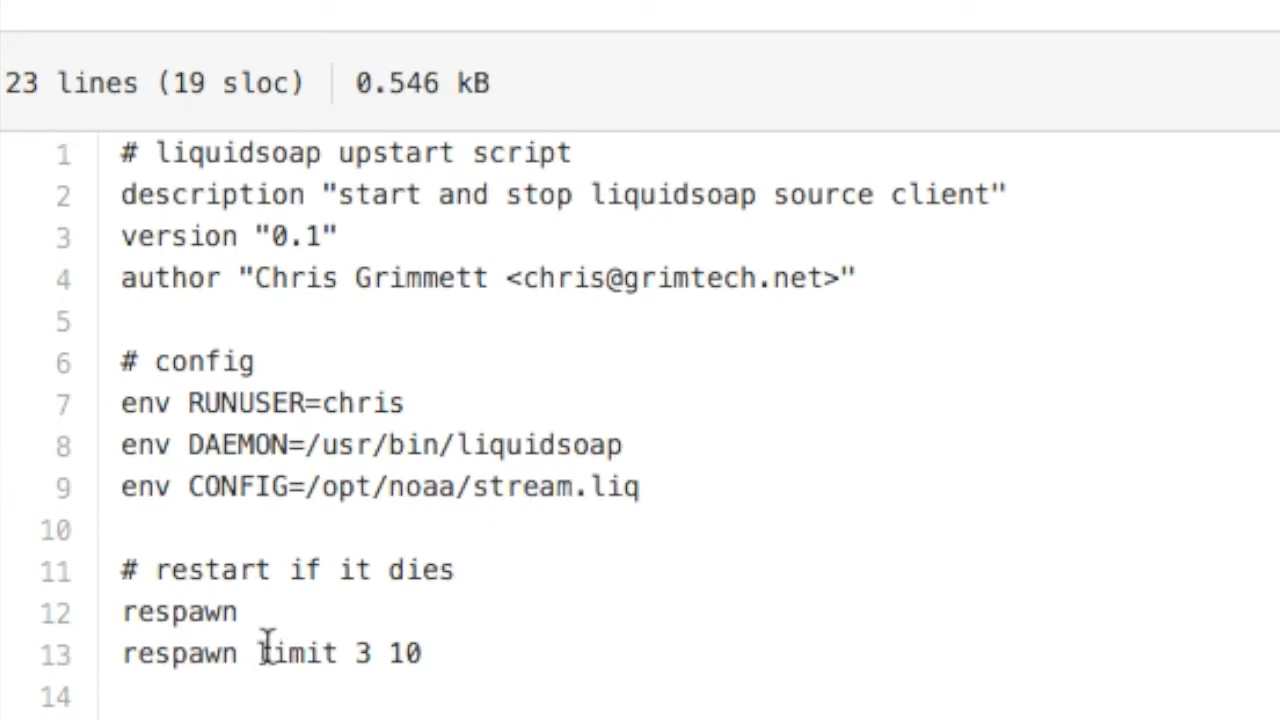 23 lines (19 sloc) 0.546 kB
1 # liquidsoap upstart script
2 description "start and stop liquidsoap source client"
3 version "0.1"
4 author "Chris Grimmett <chris@grimtech.net>"
5
6 # config
7 env RUNUSER=chris
8 env DAEMON=/usr/bin/liquidsoap
9 env CONFIG=/opt/noaa/stream.liq
10
11 # restart if it dies
12 respawn
13 respawn limit 3 10
14